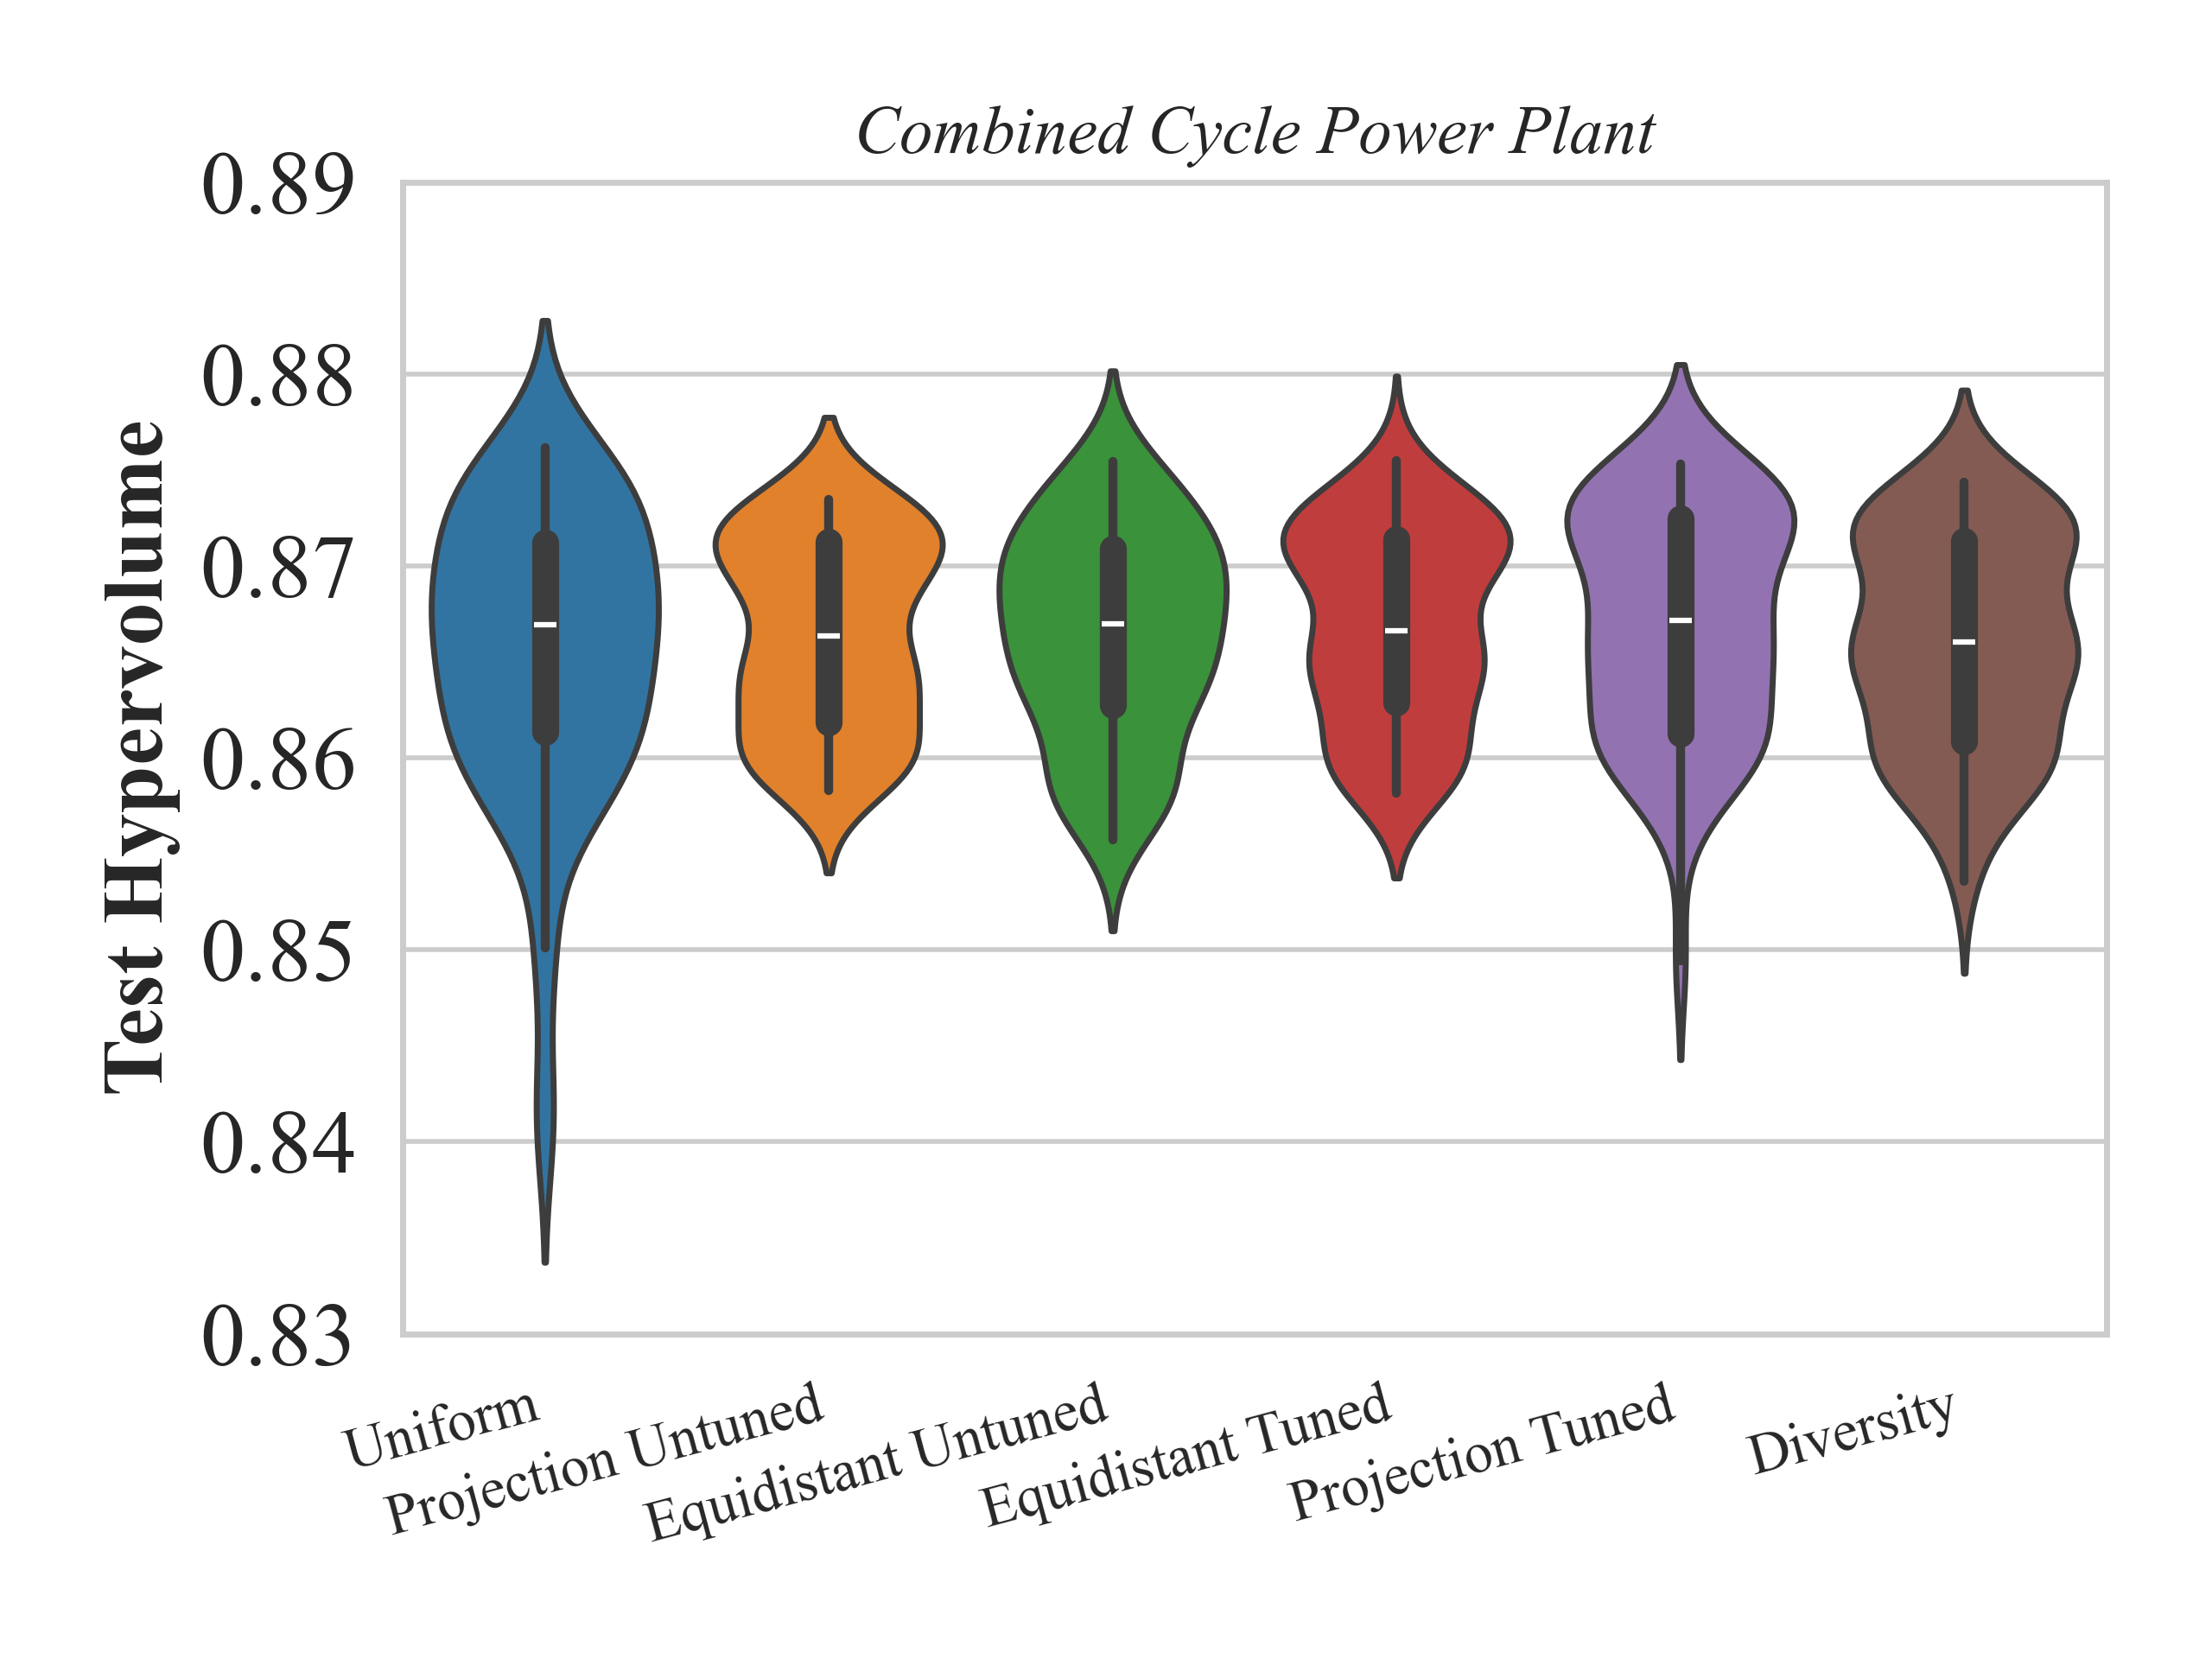 Combined Cycle Power Plant
Test Hypervolume
0.89
0.88
0.87
0.86
0.85
0.84
0.83
Uniform
Projection Untuned
Equidistant Untuned
Equidistant Tuned
Projection Tuned
Diversity